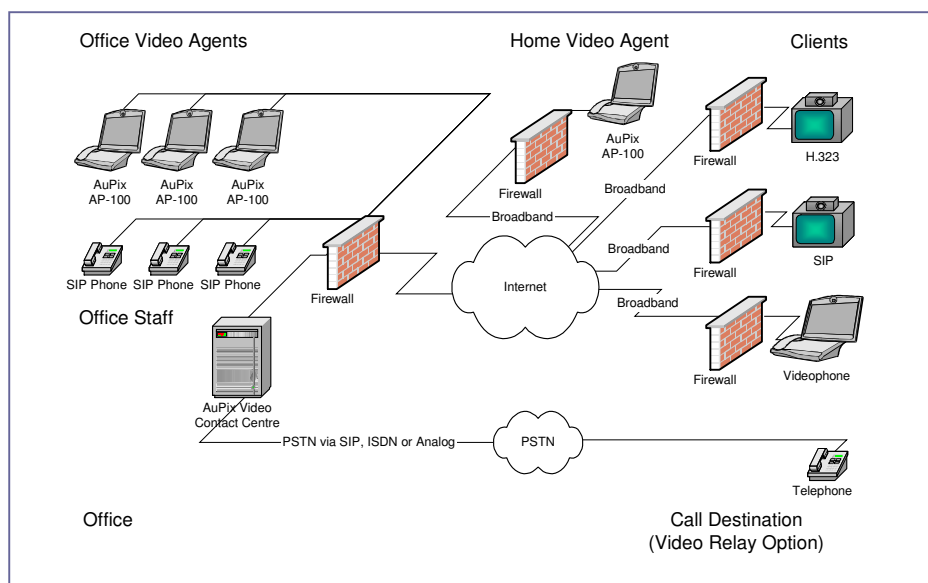 Office Video Agents
Home Video Agent
Clients
AuPix
AP-100
AuPix
AP-100
AuPix
AP-100
AuPix
AP-100
Firewall
Broadband
Firewall
H.323
Broadband
SIP Phone
SIP Phone
SIP Phone
Firewall
Internet
Broadband
Firewall
SIP
Broadband
Office Staff
Firewall
Videophone
AuPix Video
Contact Centre
PSTN via SIP, ISDN or Analog
PSTN
Telephone
Office
Call Destination
(Video Relay Option)